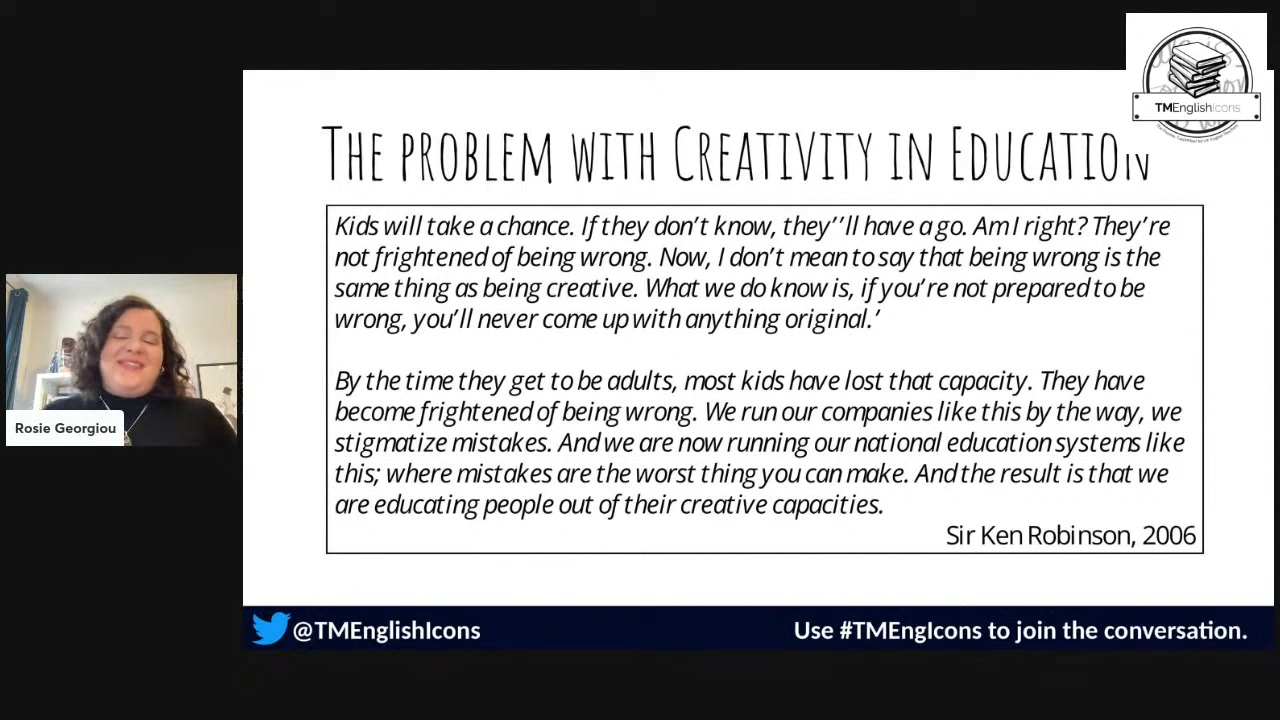 TMEnglishIcons
THE PROBLEM WITH CREATIVITY IN EDUCATION
Kids will take a chance. If they don't know, they''ll have a go. Am I right? They're
not frightened of being wrong. Now, I don't mean to say that being wrong is the
same thing as being creative. What we do know is, if you're not prepared to be
wrong, you'll never come up with anything original.'
By the time they get to be adults, most kids have lost that capacity. They have
become frightened of being wrong. We run our companies like this by the way, we
stigmatize mistakes. And we are now running our national education systems like
this; where mistakes are the worst thing you can make. And the result is that we
are educating people out of their creative capacities.
Sir Ken Robinson, 2006
Rosie Georgiou
@TMEnglishIcons
Use #TMEngIcons to join the conversation.